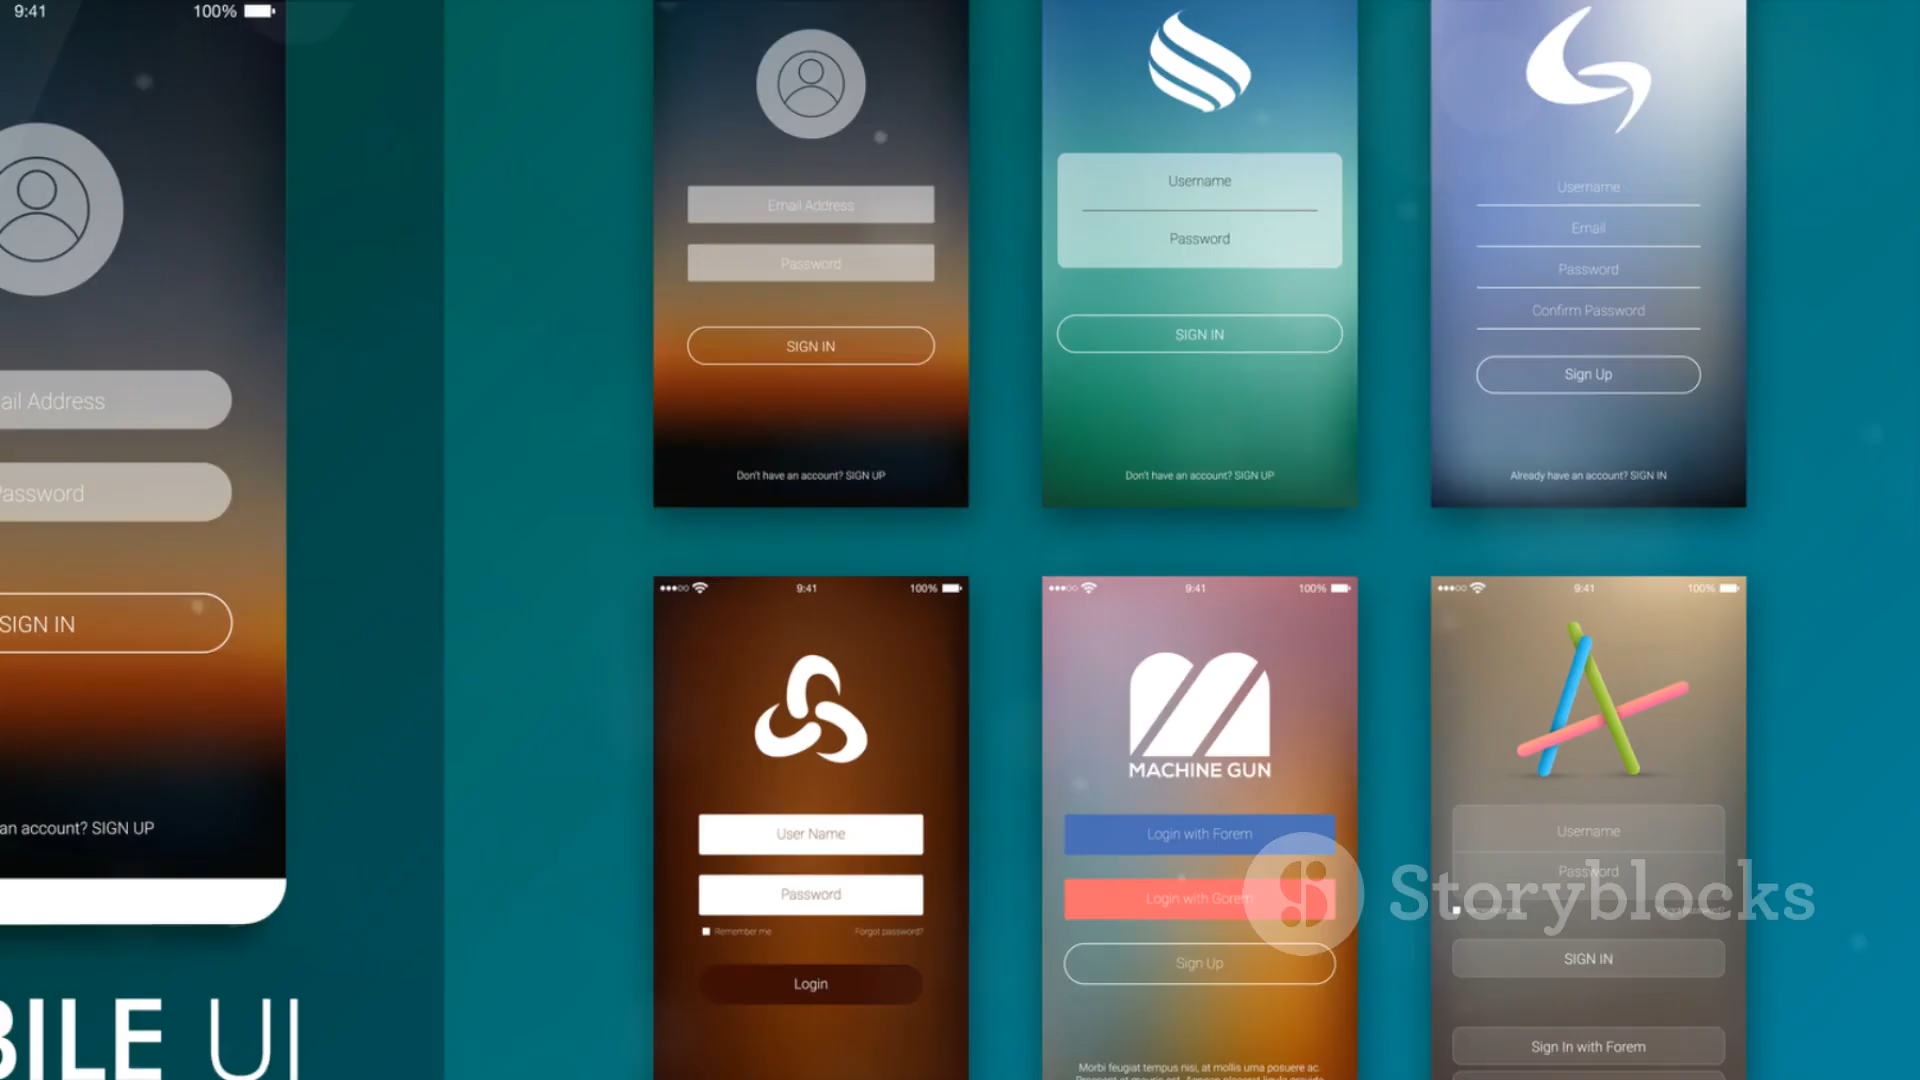 9:41 100%
ail Address
Password
SIGN IN
an account? SIGN UP
BILE UI
Email Address
Password
SIGN IN
Don't have an account? SIGN UP
Username
Password
SIGN IN
Don't have an account? SIGN UP
Username
Email
Password
Confirm Password
Sign Up
Already have an account? SIGN IN
9:41 100%
User Name
Password
Remember me Forgot password?
Login
9:41 100%
MACHINE GUN
Login with Forem
Login with Gorem
Sign Up
Morbi feugiat tempus nisi, at mollis urna posuere ac.
9:41 100%
Username
Password
Forgot password?
SIGN IN
Sign In with Forem
Storyblocks